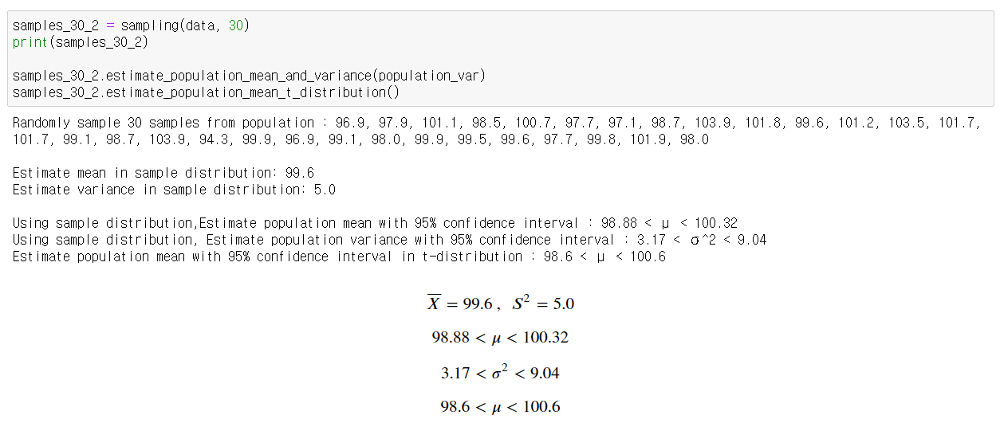 samples_30_2 = sampling(data, 30)
print(samples_30_2)
samples_30_2.estimate_population_mean_and_variance(population_var)
samples_30_2.estimate_population_mean_t_distribution()
Randomly sample 30 samples from population : 96.9, 97.9, 101.1, 98.5, 100.7, 97.7, 97.1, 98.7, 103.9, 101.8, 99.6, 101.2, 103.5, 101.7,
101.7, 99.1, 98.7, 103.9, 94.3, 99.9, 96.9, 99.1, 98.0, 99.9, 99.5, 99.6, 97.7, 99.8, 101.9, 98.0
Estimate mean in sample distribution: 99.6
Estimate variance in sample distribution: 5.0
Using sample distribution,Estimate population mean with 95% confidence interval : 98.88 < μ < 100.32
Using sample distribution, Estimate population variance with 95% confidence interval : 3.17 < σ^2 < 9.04
Estimate population mean with 95% confidence interval in t-distribution : 98.6 < μ < 100.6
X̅ = 99.6 , S² = 5.0
98.88 < μ < 100.32
3.17 < σ² < 9.04
98.6 < μ < 100.6